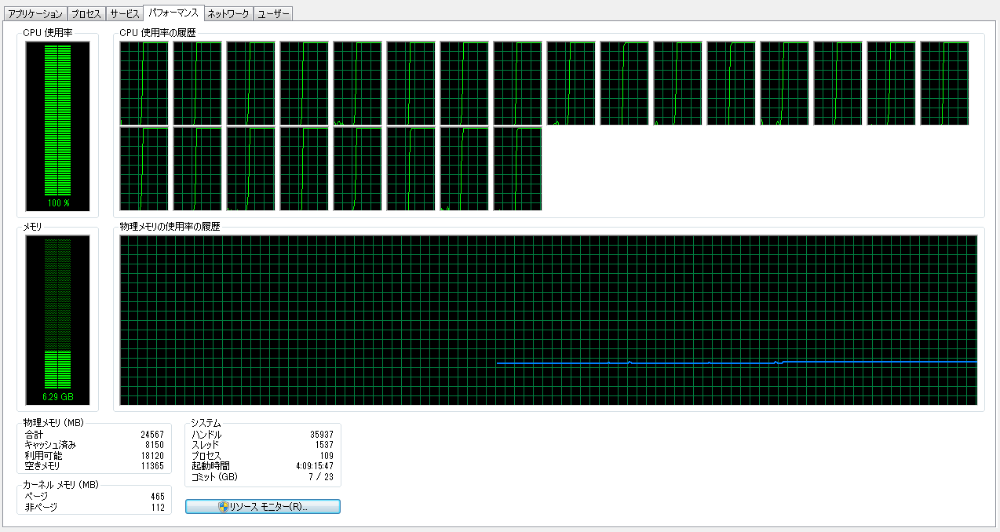 アプリケーション プロセス サービス パフォーマンス ネットワーク ユーザー
CPU 使用率
CPU 使用率の履歴
100 %
メモリ
物理メモリの使用率の履歴
6.29 GB
物理メモリ (MB)
合計 24567
キャッシュ済み 8150
利用可能 18120
空きメモリ 11365
カーネル メモリ (MB)
ページ 465
非ページ 112
システム
ハンドル 35937
スレッド 1537
プロセス 109
起動時間 4:09:15:47
コミット (GB) 7 / 23
リソース モニター(R)...